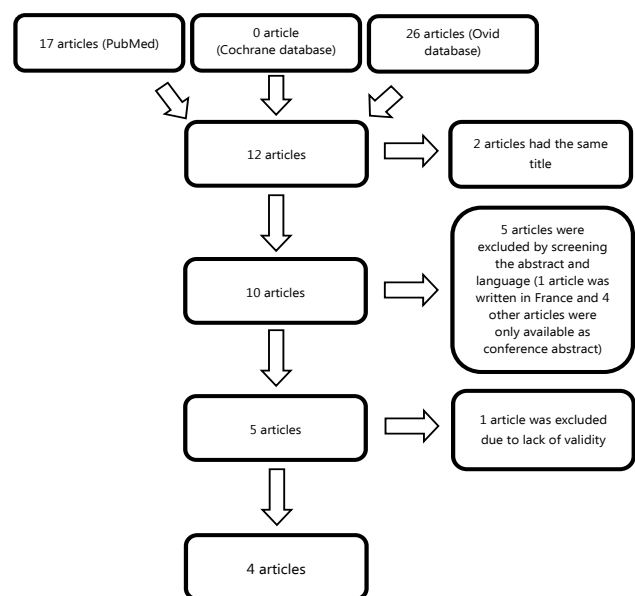 17 articles (PubMed)
0 article
(Cochrane database)
26 articles (Ovid
database)
12 articles
2 articles had the same
title
10 articles
5 articles were
excluded by screening
the abstract and
language (1 article was
written in France and 4
other articles were
only available as
conference abstract)
5 articles
1 article was excluded
due to lack of validity
4 articles